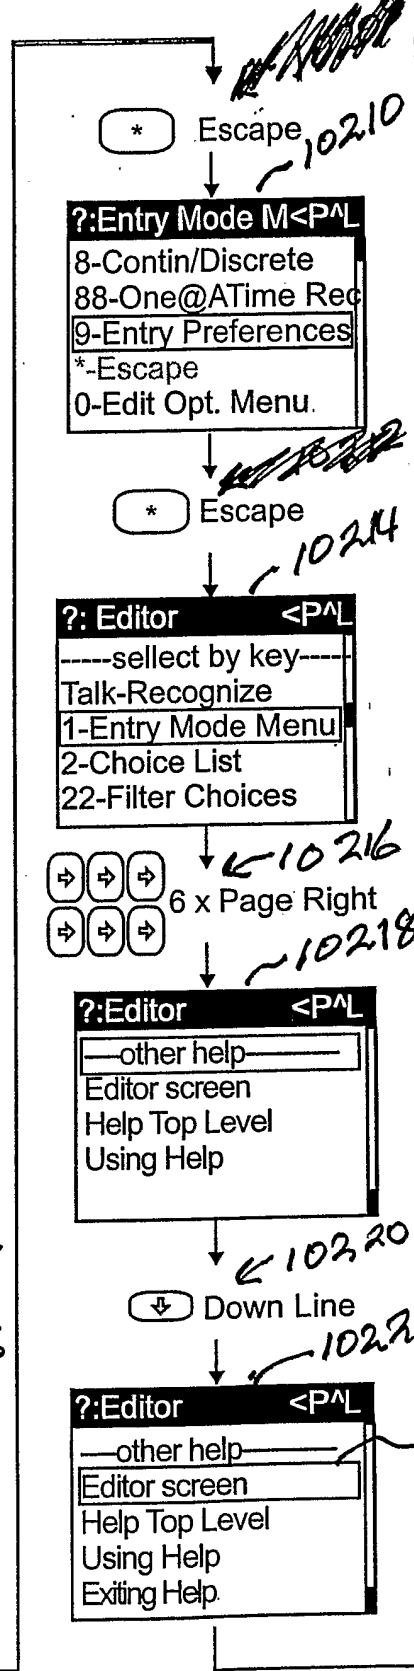 * Escape
10210
?:Entry Mode M<P^L
8-Contin/Discrete
88-One@ATime Rec
9-Entry Preferences
*-Escape
0-Edit Opt. Menu.
* Escape
10214
?: Editor <P^L
-----sellect by key-----
Talk-Recognize
1-Entry Mode Menu
2-Choice List
22-Filter Choices
10216
6 x Page Right
10218
?:Editor <P^L
—other help———
Editor screen
Help Top Level
Using Help
10220
Down Line
1022
?:Editor <P^L
—other help———
Editor screen
Help Top Level
Using Help
Exiting Help.